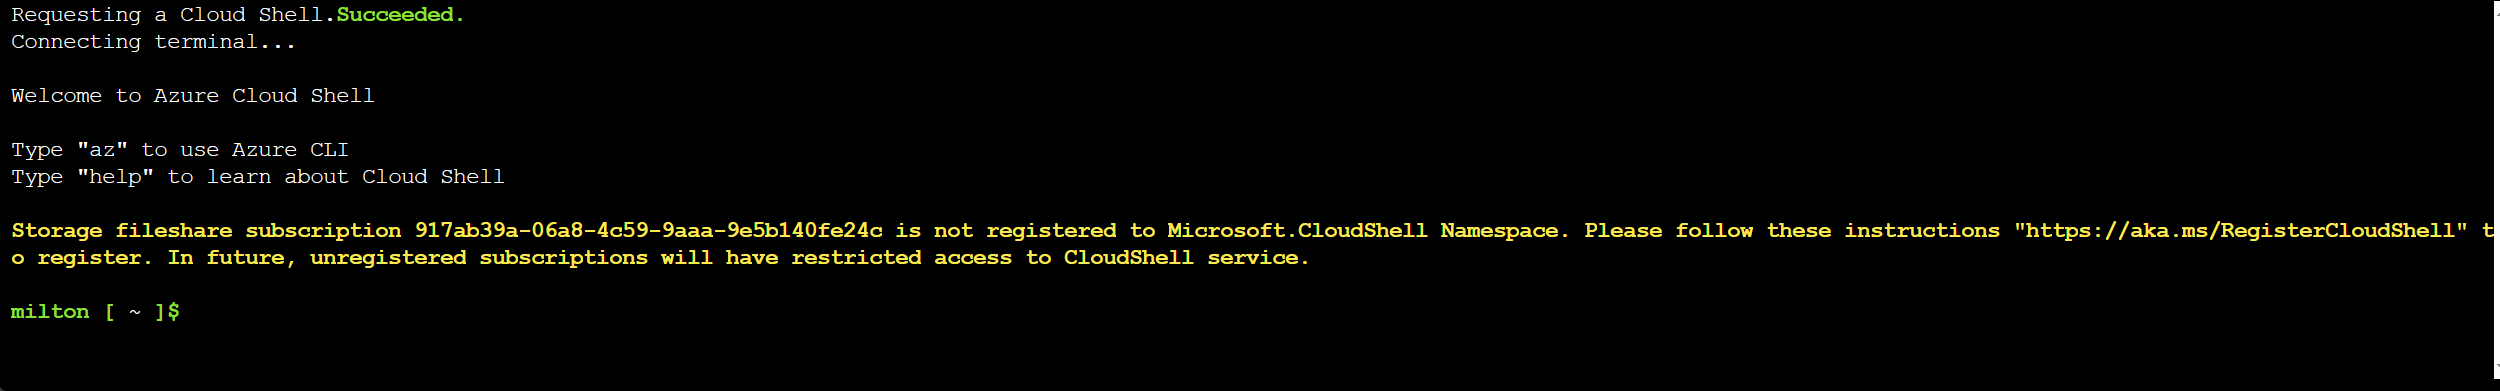 Requesting a Cloud Shell.Succeeded.
Connecting terminal...
Welcome to Azure Cloud Shell
Type "az" to use Azure CLI
Type "help" to learn about Cloud Shell
Storage fileshare subscription 917ab39a-06a8-4c59-9aaa-9e5b140fe24c is not registered to Microsoft.CloudShell Namespace. Please follow these instructions "https://aka.ms/RegisterCloudShell" t
o register. In future, unregistered subscriptions will have restricted access to CloudShell service.
milton [ ~ ]$